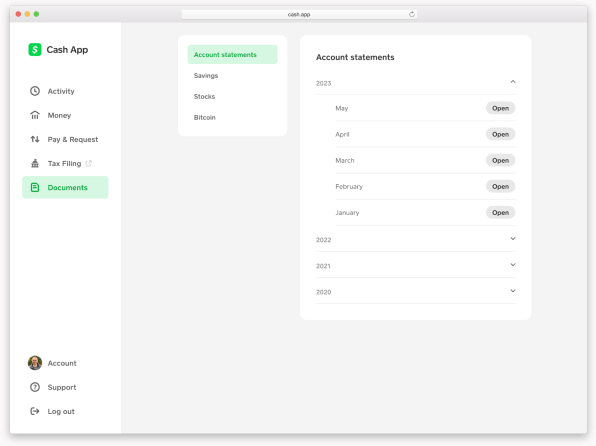 cash.app
$ Cash App
Activity
Money
Pay & Request
Tax Filing
Documents
Account
Support
Log out
Account statements
Savings
Stocks
Bitcoin
Account statements
2023
May Open
April Open
March Open
February Open
January Open
2022
2021
2020